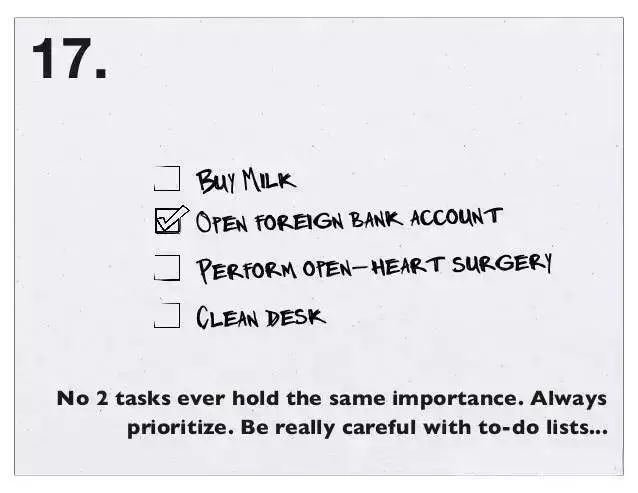 17.
Buy Milk
Open foreign bank account
Perform open-heart surgery
Clean desk
No 2 tasks ever hold the same importance. Always
prioritize. Be really careful with to-do lists...